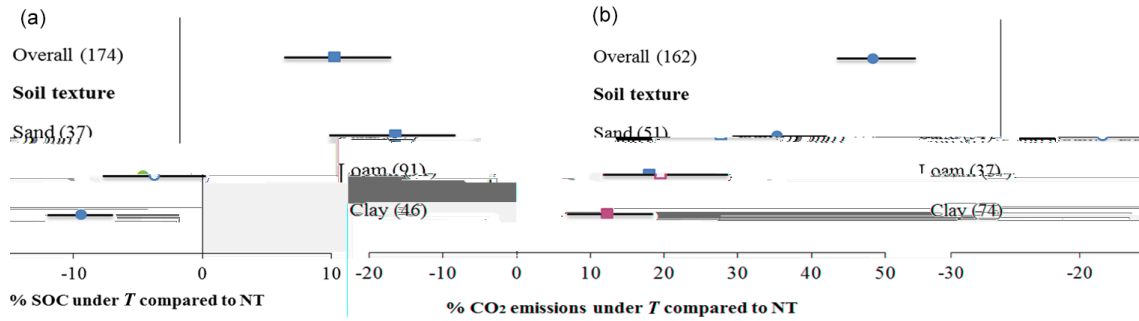 (a)
Overall (174)
Soil texture
Sand (37)
Loam (91)
Clay (46)
-10 0 10
% SOC under T compared to NT
(b)
Overall (162)
Soil texture
Sand (51)
Loam (37)
Clay (74)
-20 0 10 20 30 40 50 -30 -20
% CO2 emissions under T compared to NT